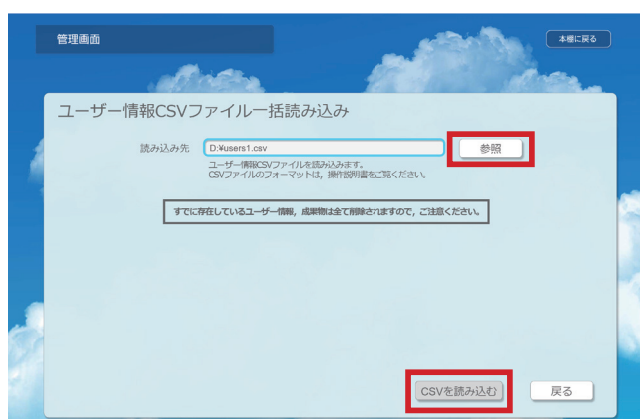 管理画面
本棚に戻る
ユーザー情報CSVファイル一括読み込み
読み込み先 D:¥users1.csv 参照
ユーザー情報CSVファイルを読み込みます。
CSVファイルのフォーマットは，操作説明書をご覧ください。
すでに存在しているユーザー情報，成果物は全て削除されますので，ご注意ください。
CSVを読み込む 戻る